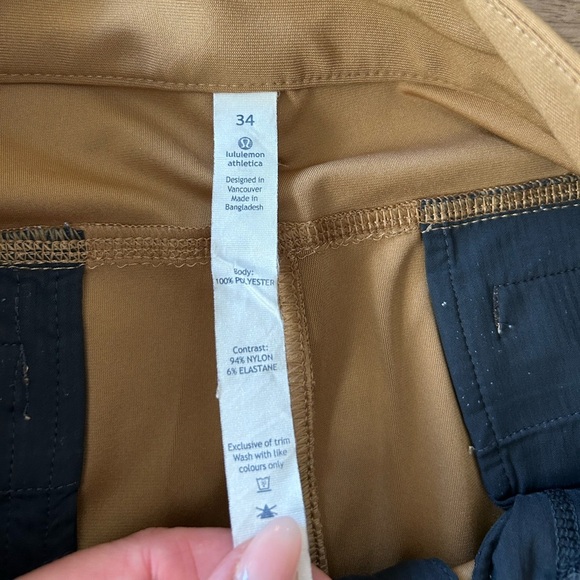 34
lululemon
athletica
Designed in
Vancouver
Made in
Bangladesh
Body:
100% POLYESTER
Contrast:
94% NYLON
6% ELASTANE
Exclusive of trim
Wash with like
colours only